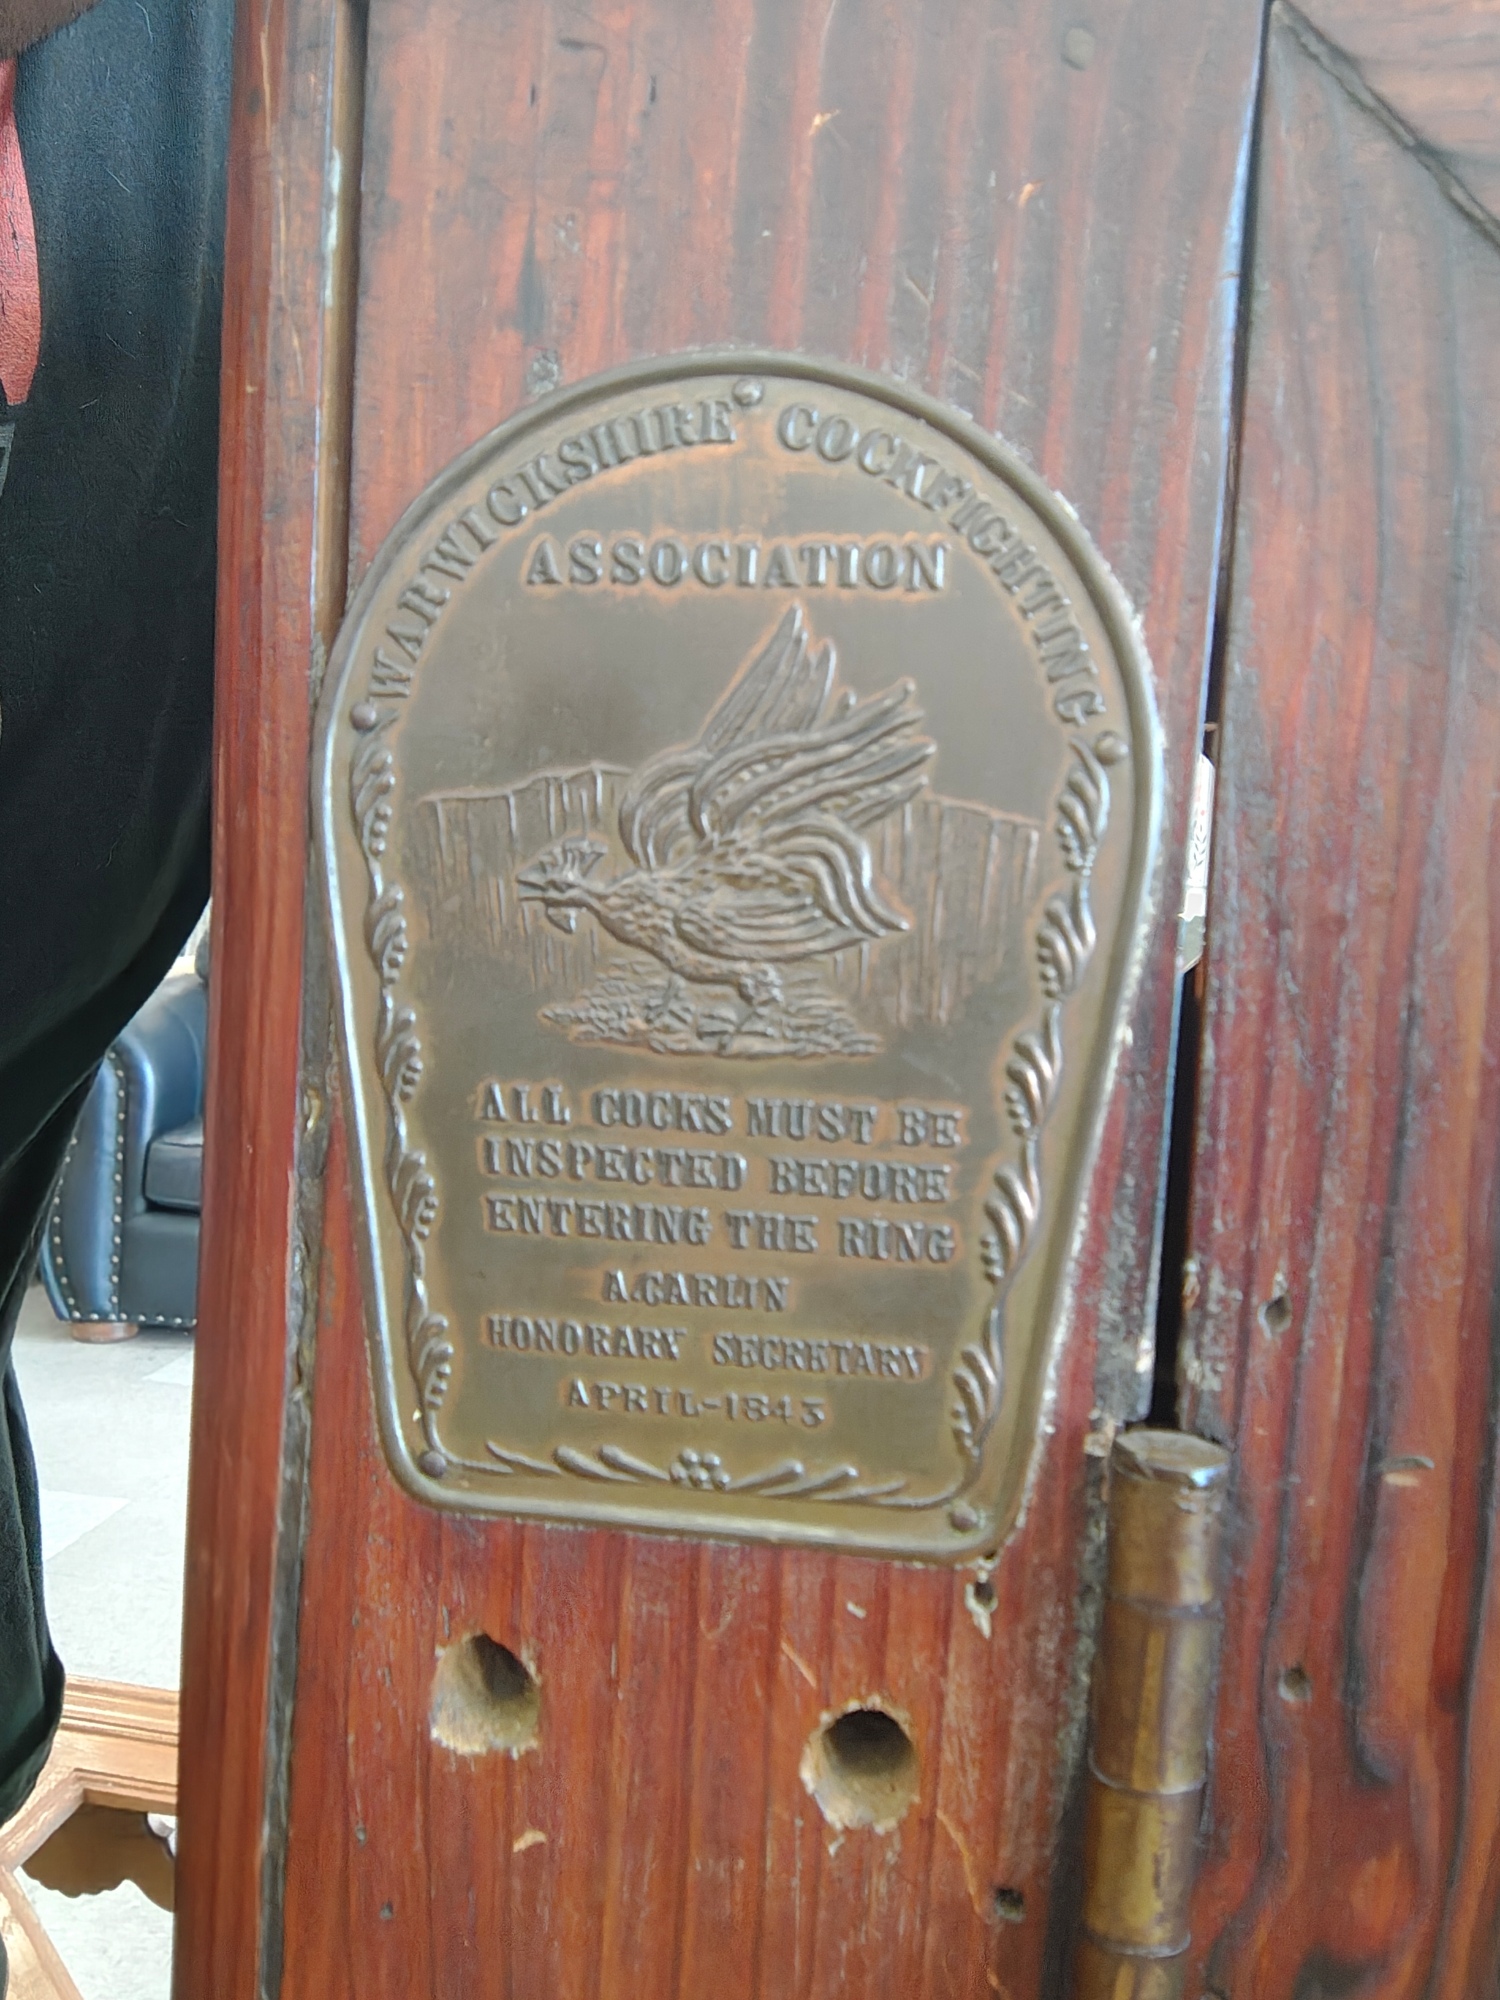 WARWICKSHIRE COCKFIGHTING
ASSOCIATION
ALL COCKS MUST BE
INSPECTED BEFORE
ENTERING THE RING
A.CARLIN
HONORARY SECRETARY
APRIL-1843